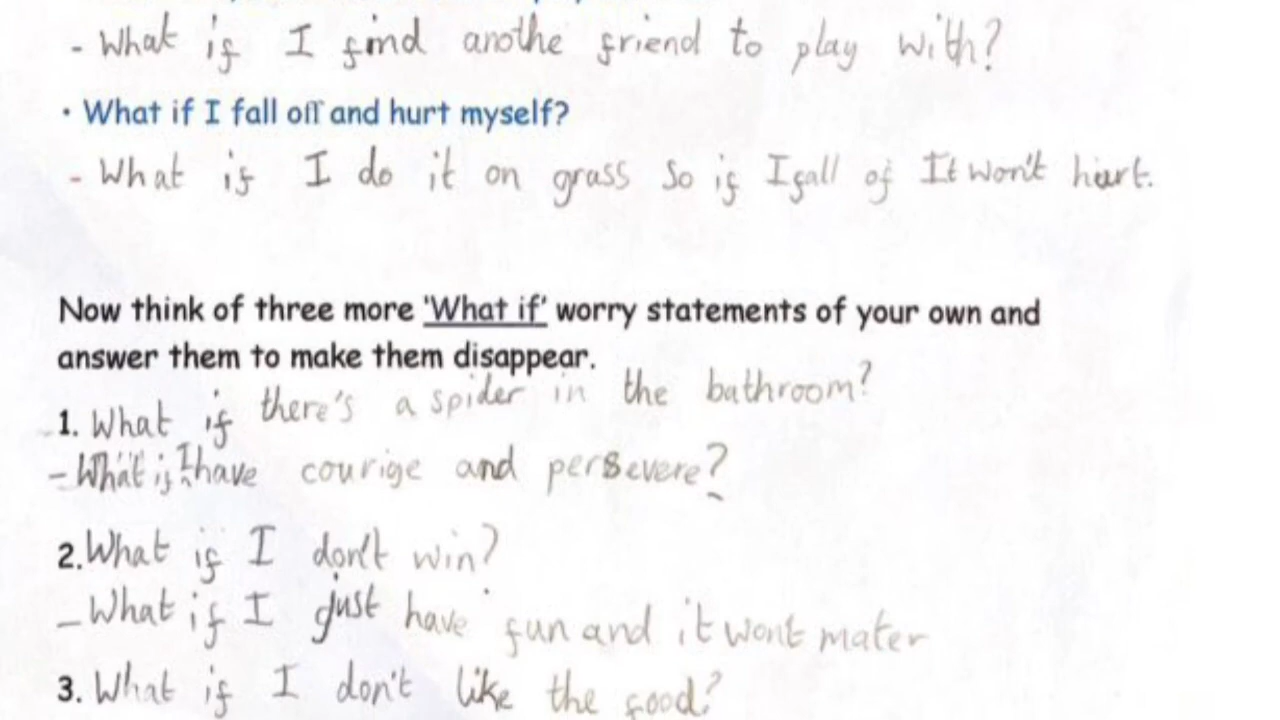 - What if I find anothe friend to play with?
· What if I fall off and hurt myself?
- What if I do it on grass so if I fall of It won't hurt.
Now think of three more 'What if' worry statements of your own and
answer them to make them disappear.
1. What if there's a spider in the bathroom?
- What if I have courige and persevere?
2. What if I don't win?
- What if I just have fun and it wont mater
3. What if I don't like the food?